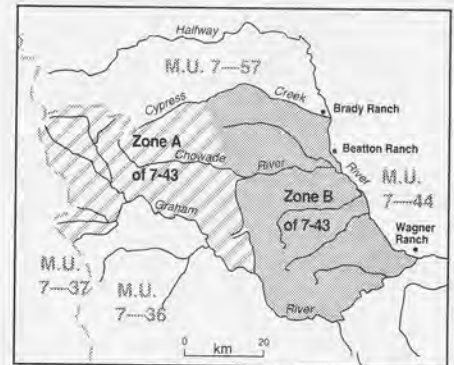 Halfway
M.U. 7—57
Cypress
Creek
Brady Ranch
Zone A
of 7-43
Chowade
River
Beatton Ranch
River
M.U.
7—44
Zone B
of 7-43
Graham
Wagner
Ranch
M.U.
7—37
M.U.
7—36
River
0 20
km